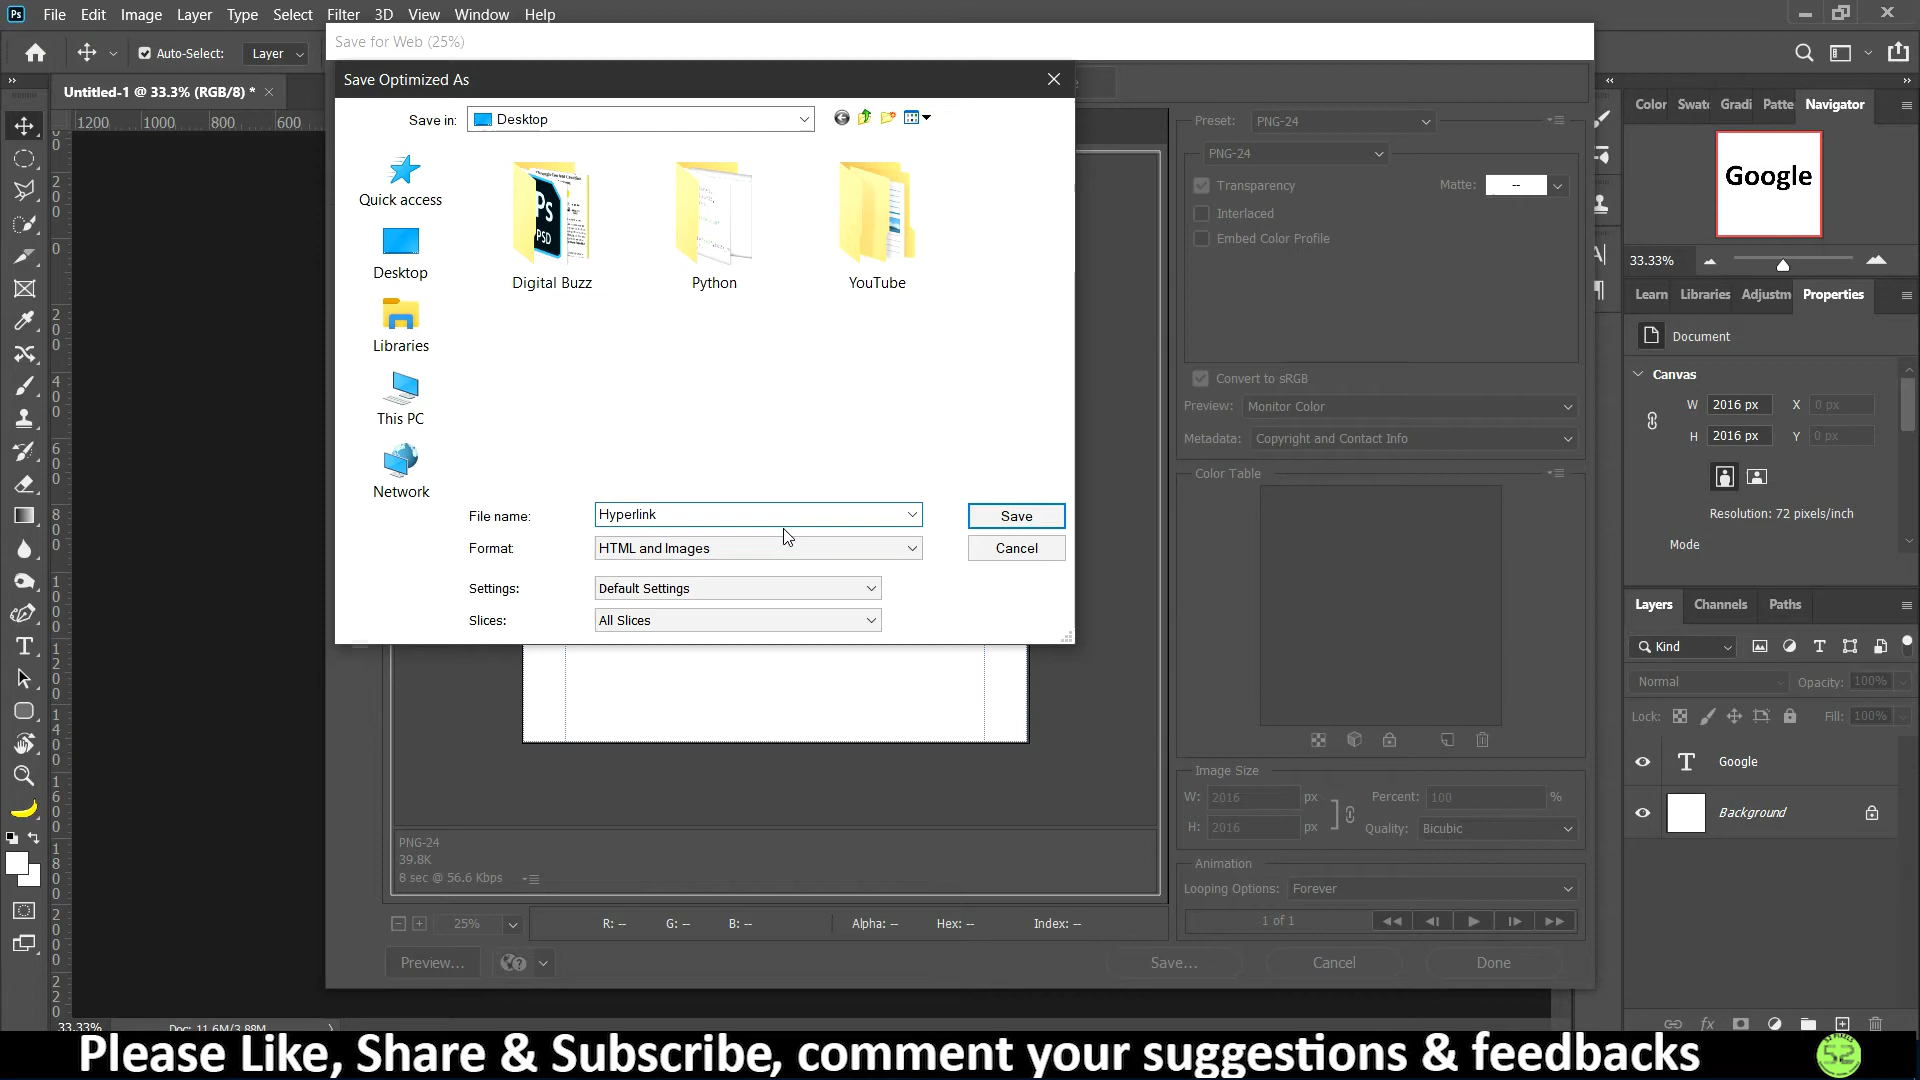 File Edit Image Layer Type Select Filter 3D View Window Help
Auto-Select: Layer
Untitled-1 @ 33.3% (RGB/8) *
1200 1000 800 600
Save for Web (25%)
Save Optimized As
Save in: Desktop
Quick access
Desktop
Libraries
This PC
Network
Digital Buzz Python YouTube
File name: Hyperlink Save
Format: HTML and Images Cancel
Settings: Default Settings
Slices: All Slices
PNG-24
39.8K
8 sec @ 56.6 Kbps
25% R: -- G: -- B: -- Alpha: -- Hex: -- Index: --
Preview... Save... Cancel Done
Preset: PNG-24
PNG-24
Transparency Matte: --
Interlaced
Embed Color Profile
Convert to sRGB
Preview: Monitor Color
Metadata: Copyright and Contact Info
Color Table
Image Size
W: 2016 px Percent: 100 %
H: 2016 px Quality: Bicubic
Animation
Looping Options: Forever
1 of 1
Color Swatc Gradi Patte Navigator
Google
33.33%
Learn Libraries Adjustm Properties
Document
Canvas
W 2016 px X 0 px
H 2016 px Y 0 px
Resolution: 72 pixels/inch
Mode
Layers Channels Paths
Kind
Normal Opacity: 100%
Lock: Fill: 100%
Google
Background
33.33% Doc: 11.6M/3.88M
Please Like, Share & Subscribe, comment your suggestions & feedbacks
52